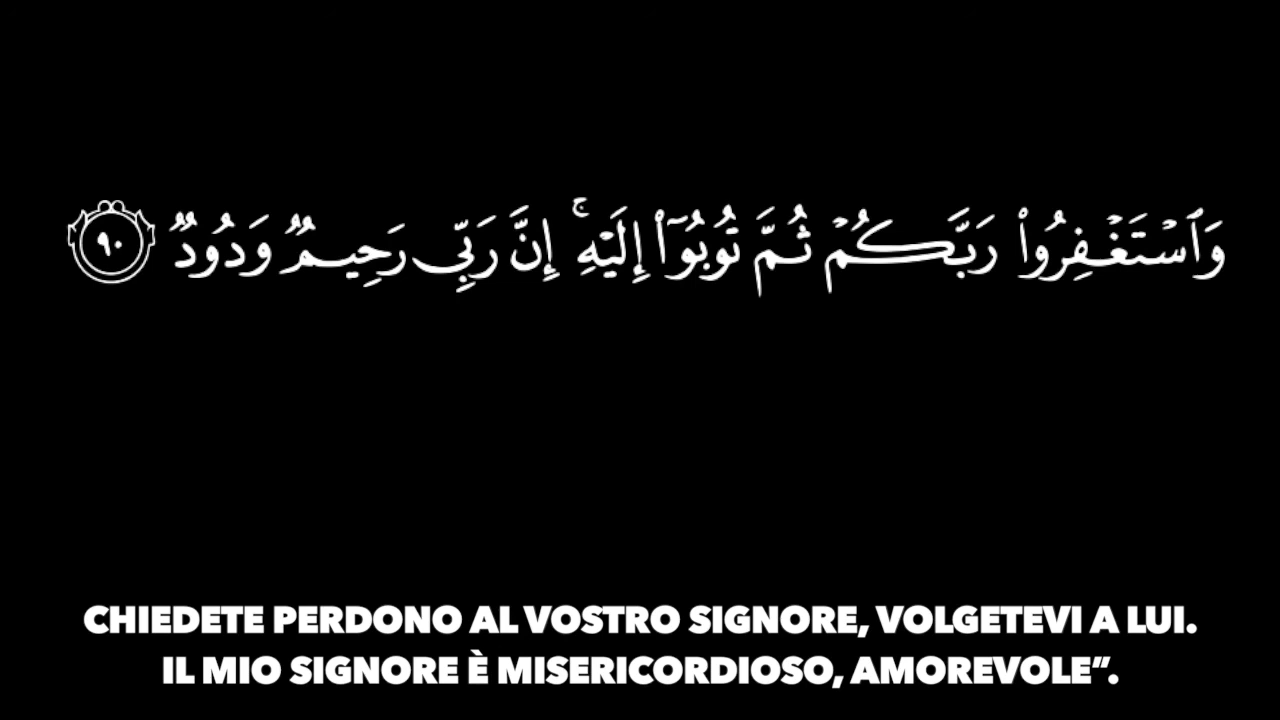 وَٱسْتَغْفِرُوا۟ رَبَّكُمْ ثُمَّ تُوبُوٓا۟ إِلَيْهِ ۚ إِنَّ رَبِّى رَحِيمٌ وَدُودٌ ٩٠
CHIEDETE PERDONO AL VOSTRO SIGNORE, VOLGETEVI A LUI.
IL MIO SIGNORE È MISERICORDIOSO, AMOREVOLE”.